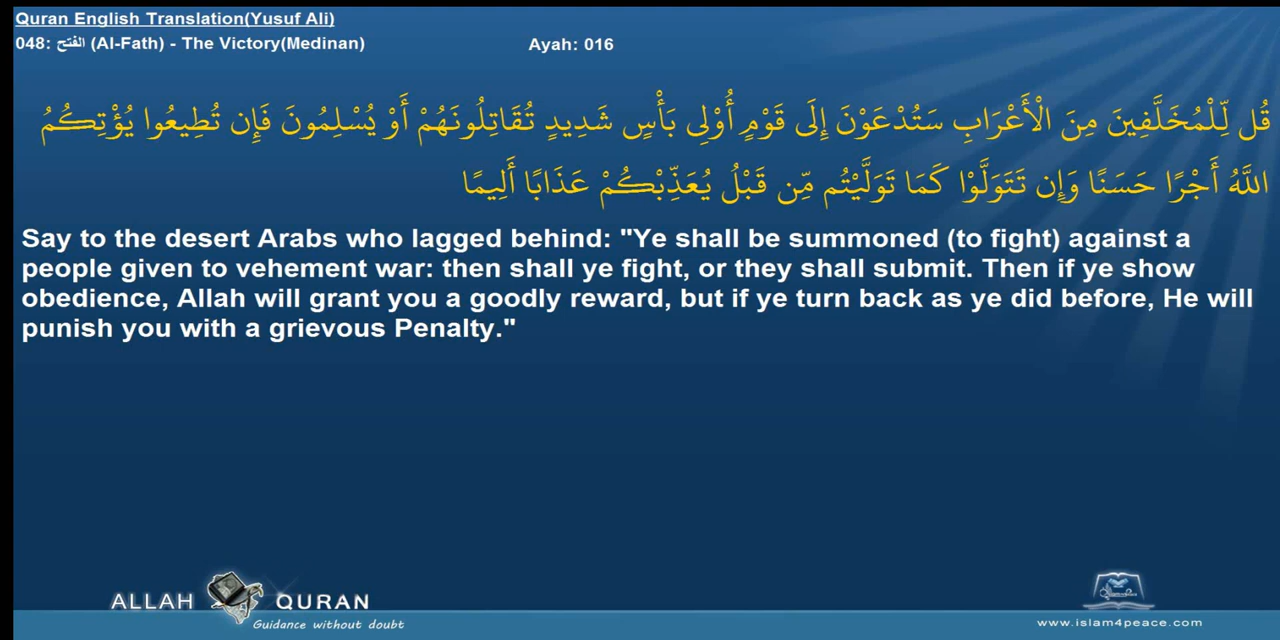 Quran English Translation(Yusuf Ali)
048: الفتح (Al-Fath) - The Victory(Medinan) Ayah: 016
قُل لِّلْمُخَلَّفِينَ مِنَ الْأَعْرَابِ سَتُدْعَوْنَ إِلَى قَوْمٍ أُوْلِي بَأْسٍ شَدِيدٍ تُقَاتِلُونَهُمْ أَوْ يُسْلِمُونَ فَإِن تُطِيعُوا يُؤْتِكُمُ
اللَّهُ أَجْرًا حَسَنًا وَإِن تَتَوَلَّوْا كَمَا تَوَلَّيْتُم مِّن قَبْلُ يُعَذِّبْكُمْ عَذَابًا أَلِيمًا
Say to the desert Arabs who lagged behind: "Ye shall be summoned (to fight) against a
people given to vehement war: then shall ye fight, or they shall submit. Then if ye show
obedience, Allah will grant you a goodly reward, but if ye turn back as ye did before, He will
punish you with a grievous Penalty."
ALLAH QURAN
Guidance without doubt
www.islam4peace.com